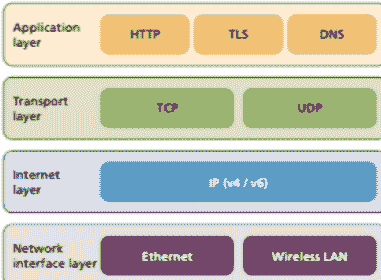 Application
layer
HTTP TLS DNS
Transport
layer
TCP UDP
Internet
layer
IP (v4 / v6)
Network
interface layer
Ethernet Wireless LAN